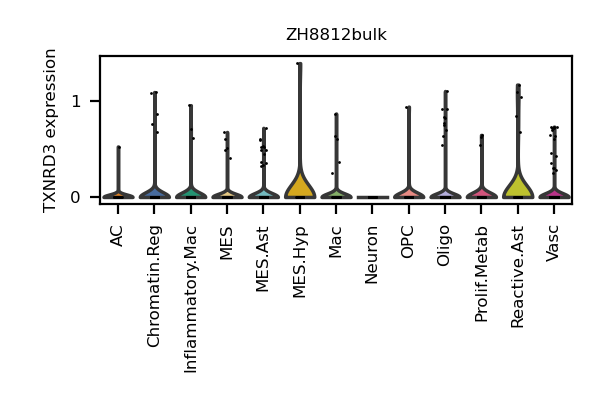 ZH8812bulk
TXNRD3 expression
1
0
AC
Chromatin.Reg
Inflammatory.Mac
MES
MES.Ast
MES.Hyp
Mac
Neuron
OPC
Oligo
Prolif.Metab
Reactive.Ast
Vasc